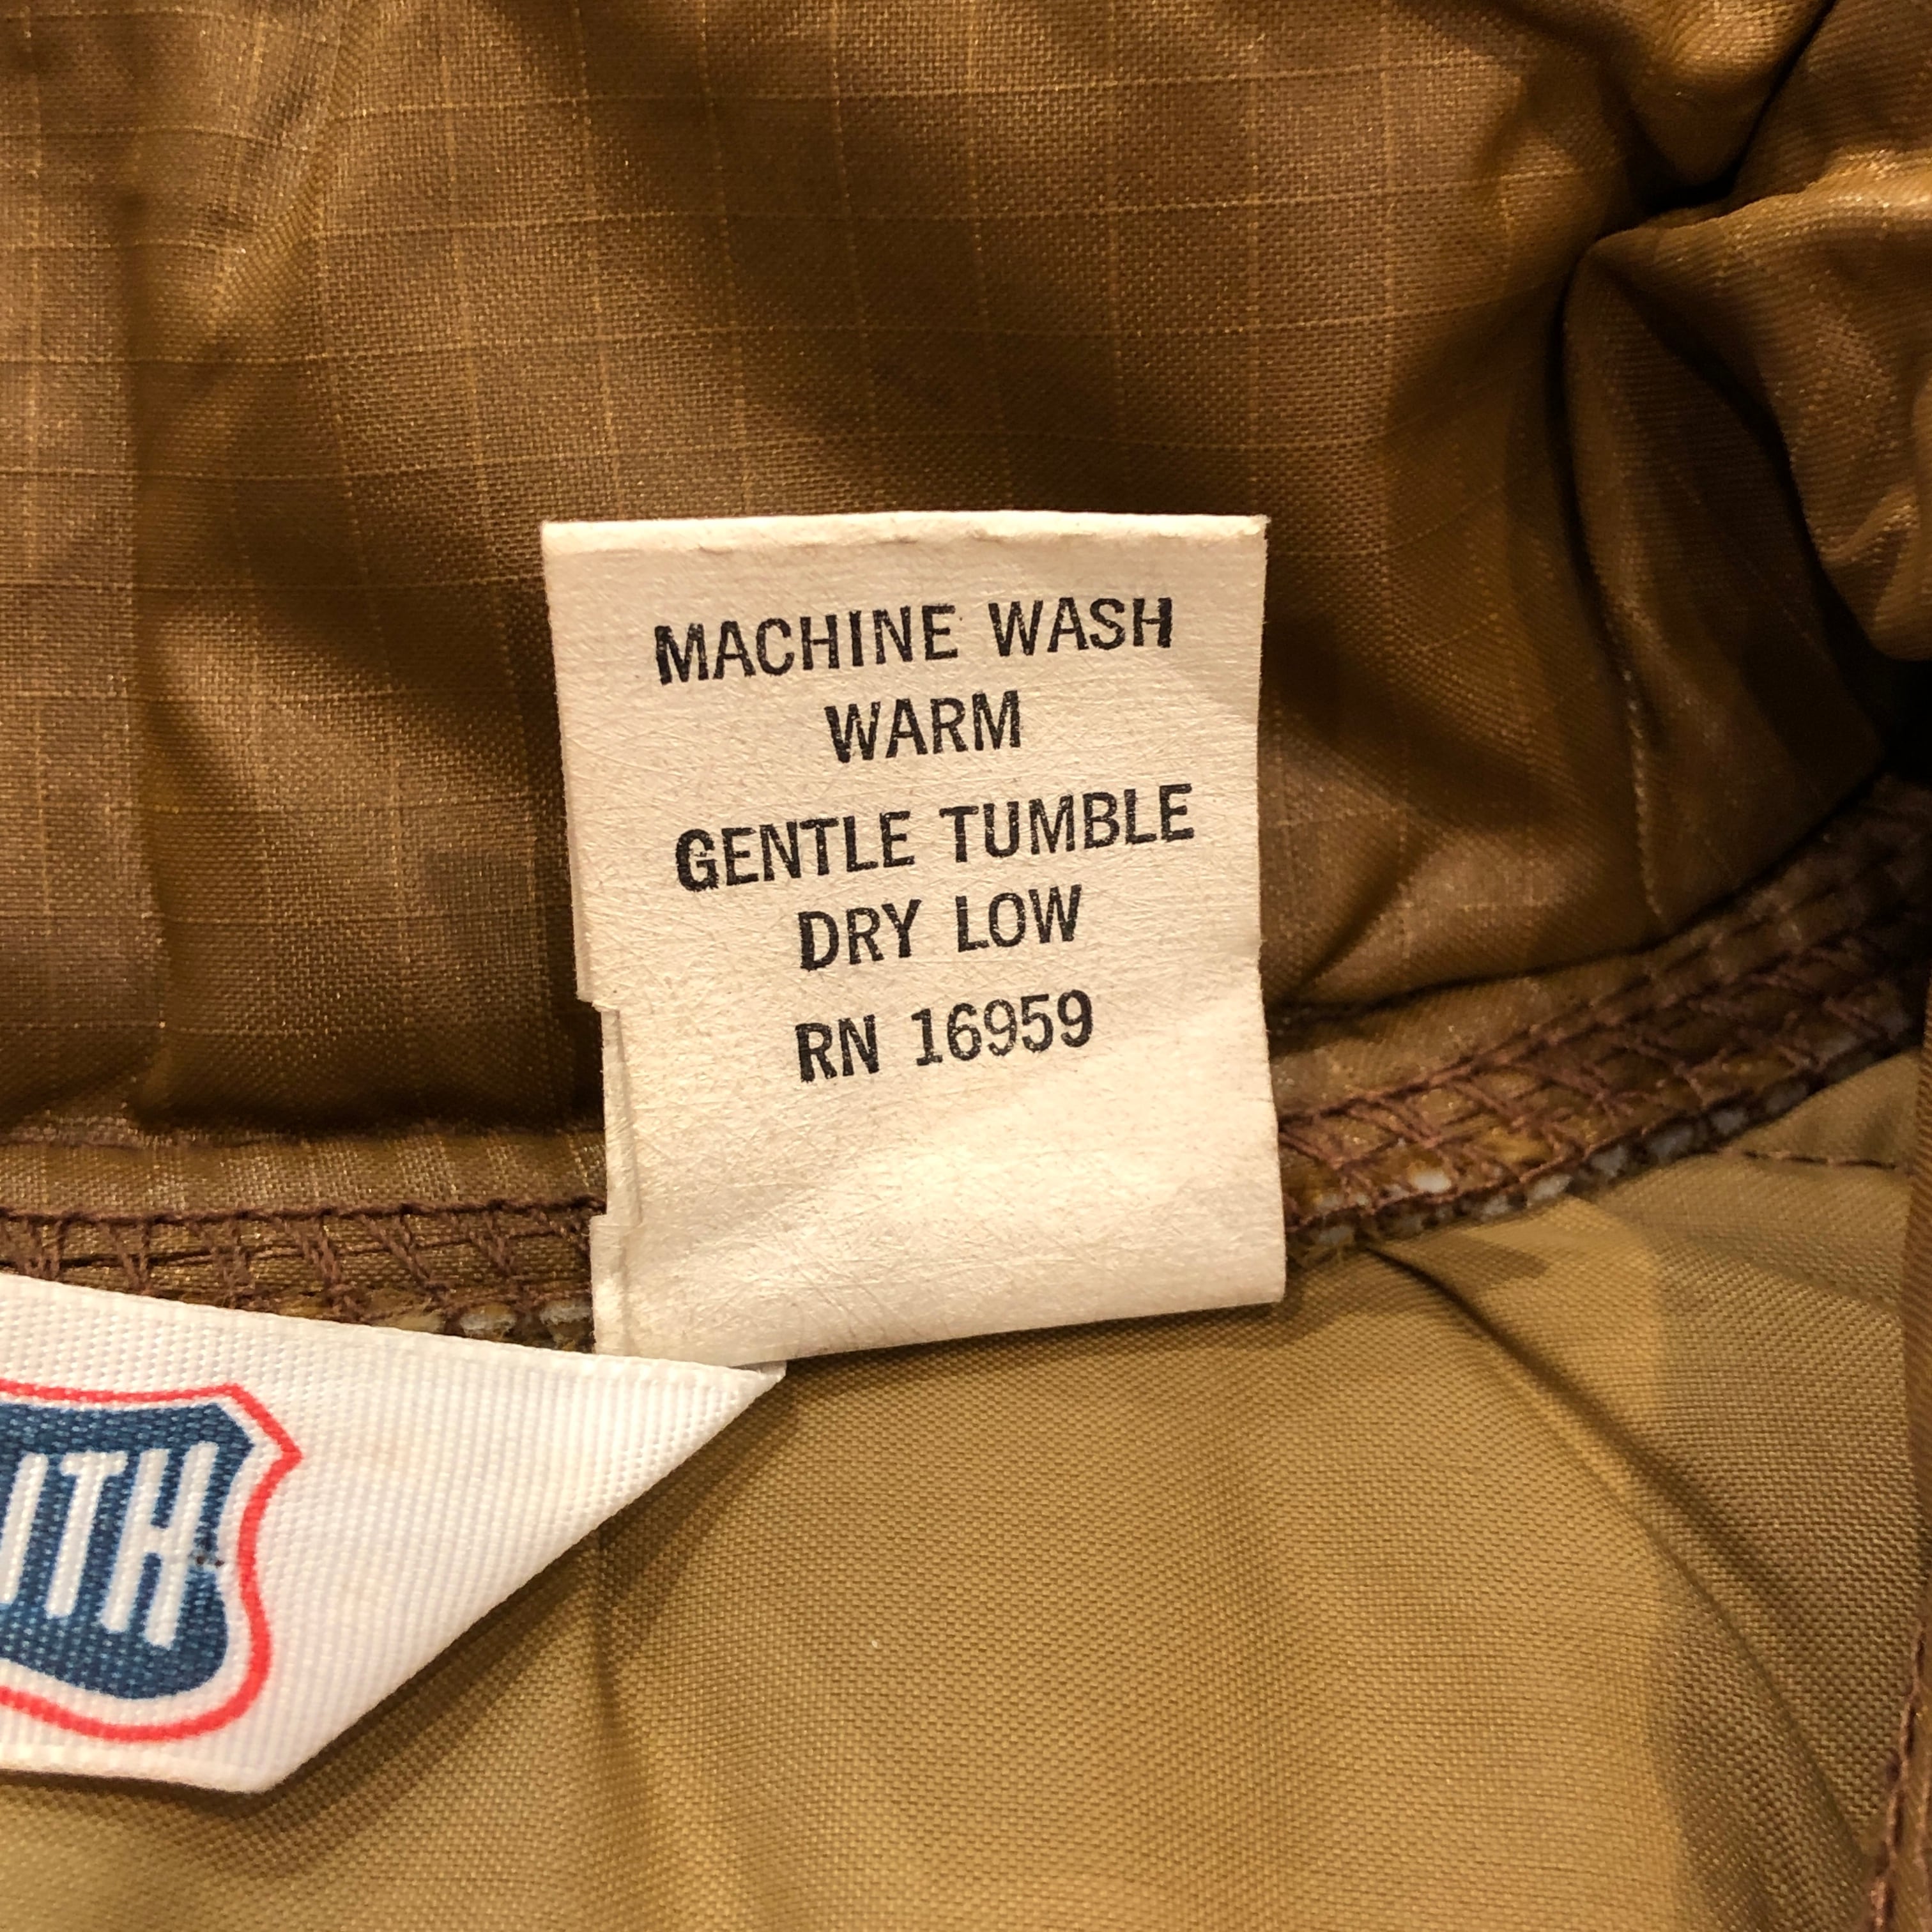 MACHINE WASH
WARM
GENTLE TUMBLE
DRY LOW
RN 16959
ITH